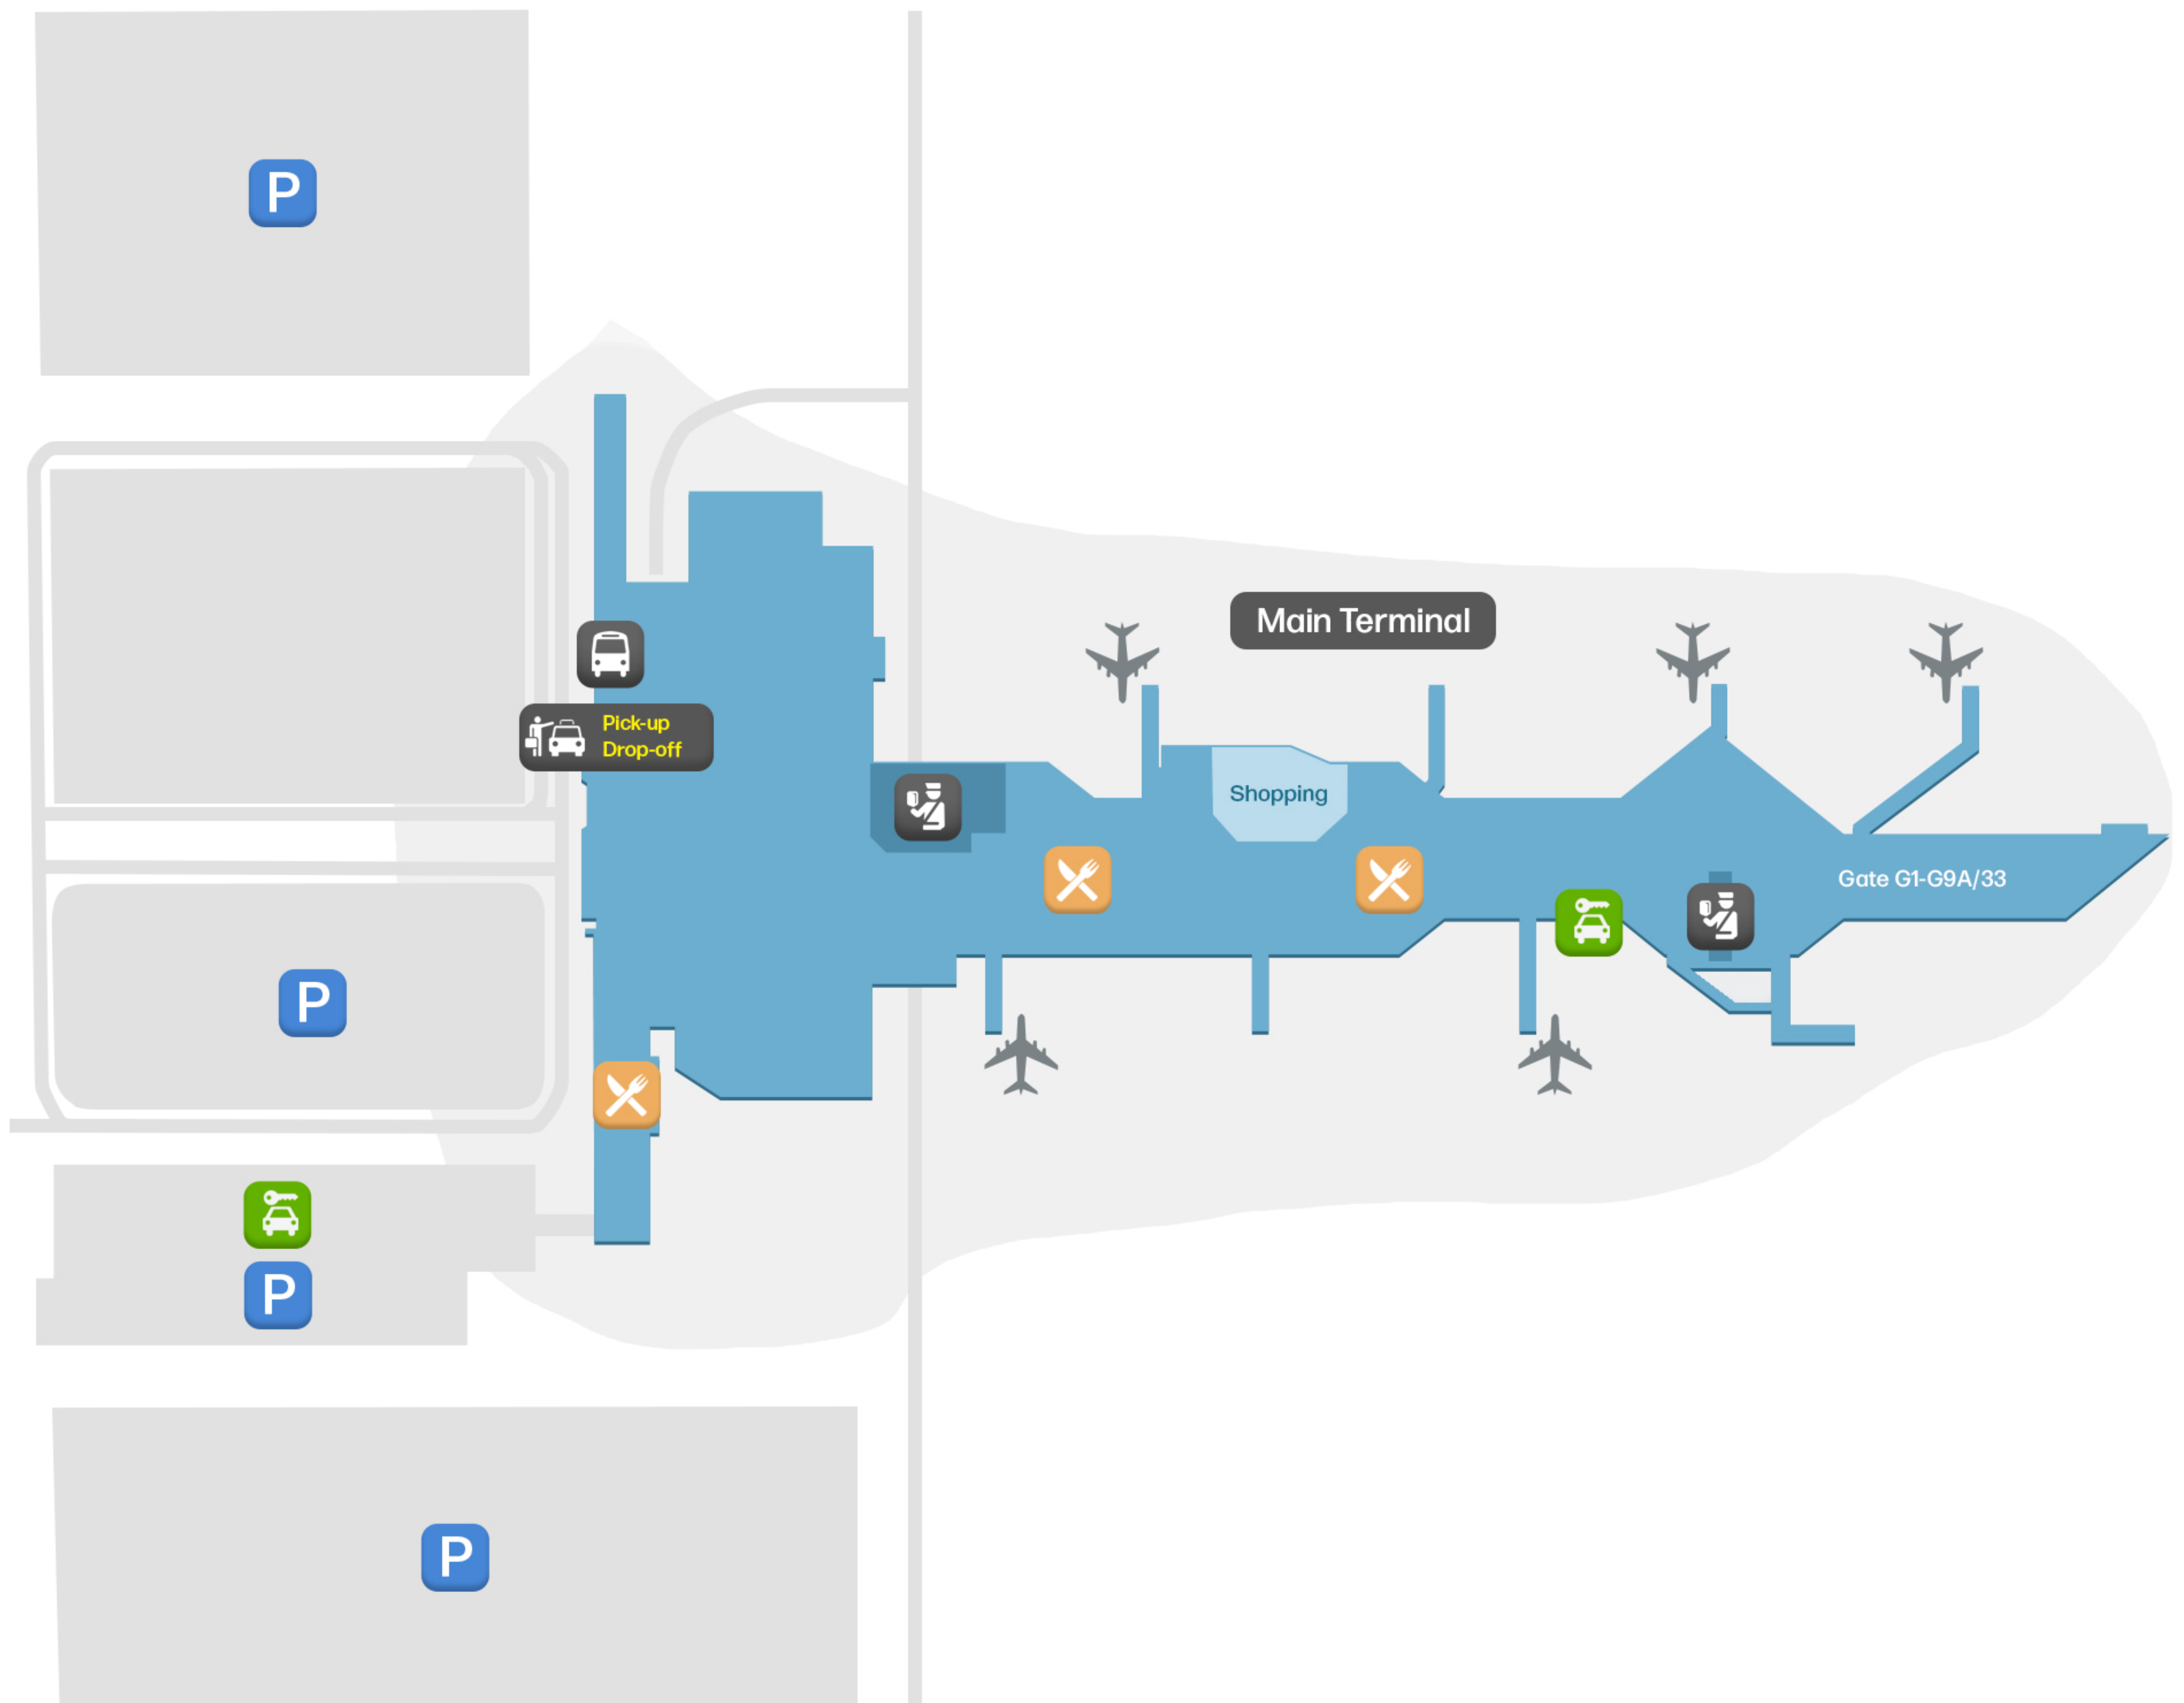 P
Main Terminal
Pick-up
Drop-off
Shopping
Gate G1-G9A/33
P
P
P